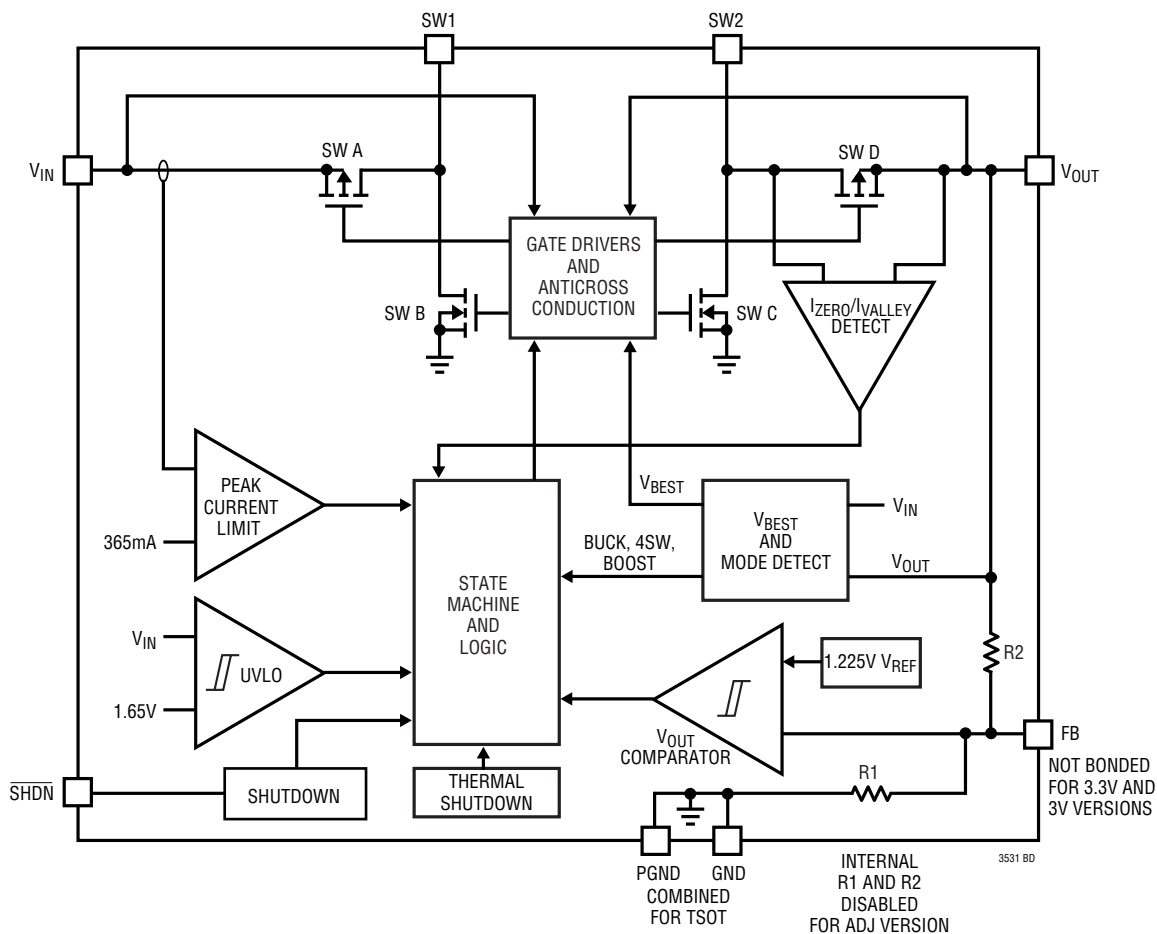 SW1
SW2
SW A
SW D
VIN
VOUT
GATE DRIVERS
AND
ANTICROSS
CONDUCTION
SW B
SW C
IZERO/IVALLEY
DETECT
PEAK
CURRENT
LIMIT
365mA
VBEST
VBEST
AND
MODE DETECT
VIN
VOUT
BUCK, 4SW,
BOOST
STATE
MACHINE
AND
LOGIC
VIN
UVLO
1.65V
1.225V VREF
R2
VOUT
COMPARATOR
FB
NOT BONDED
FOR 3.3V AND
3V VERSIONS
R1
SHDN
SHUTDOWN
THERMAL
SHUTDOWN
PGND
GND
COMBINED
FOR TSOT
INTERNAL
R1 AND R2
DISABLED
FOR ADJ VERSION
3531 BD